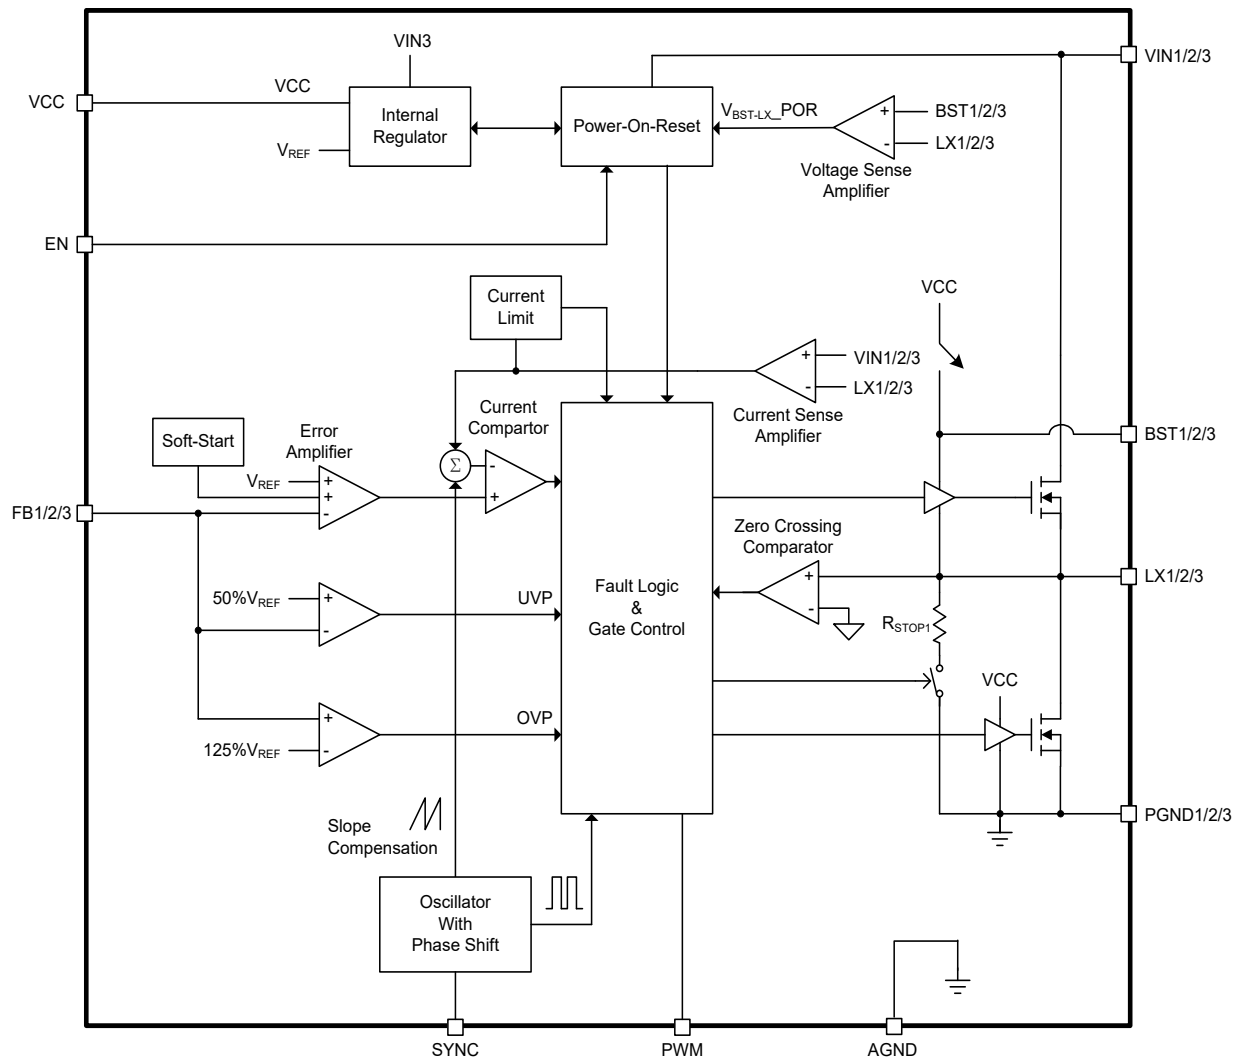 VIN3
VIN1/2/3
VCC
VCC
Internal
Regulator
Power-On-Reset
VBST-LX_POR
+
BST1/2/3
-
LX1/2/3
VREF
Voltage Sense
Amplifier
EN
Current
Limit
VCC
+
VIN1/2/3
-
LX1/2/3
Current Sense
Amplifier
Current
Compartor
Soft-Start
Error
Amplifier
BST1/2/3
VREF
+
+
-
Σ
-
+
FB1/2/3
Zero Crossing
Comparator
+
-
LX1/2/3
Fault Logic
&
Gate Control
50%VREF
+
-
UVP
RSTOP1
VCC
OVP
+
-
125%VREF
Slope
Compensation
PGND1/2/3
Oscillator
With
Phase Shift
SYNC
PWM
AGND